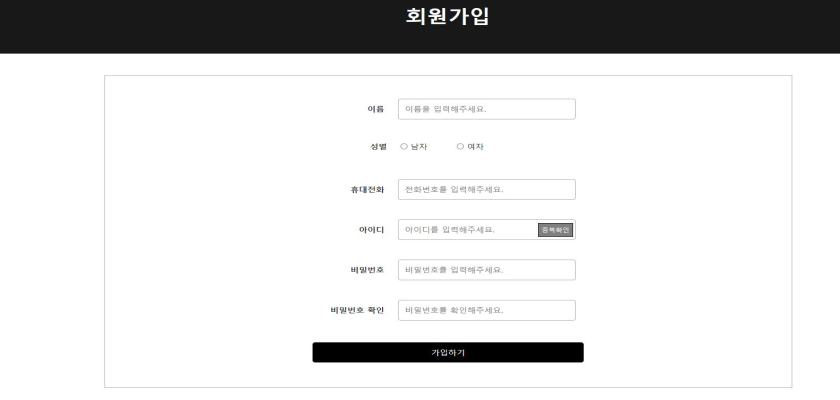 회원가입
이름 이름을 입력해주세요.
성별 남자 여자
휴대전화 전화번호를 입력해주세요.
아이디 아이디를 입력해주세요. 중복확인
비밀번호 비밀번호를 입력해주세요.
비밀번호 확인 비밀번호를 확인해주세요.
가입하기